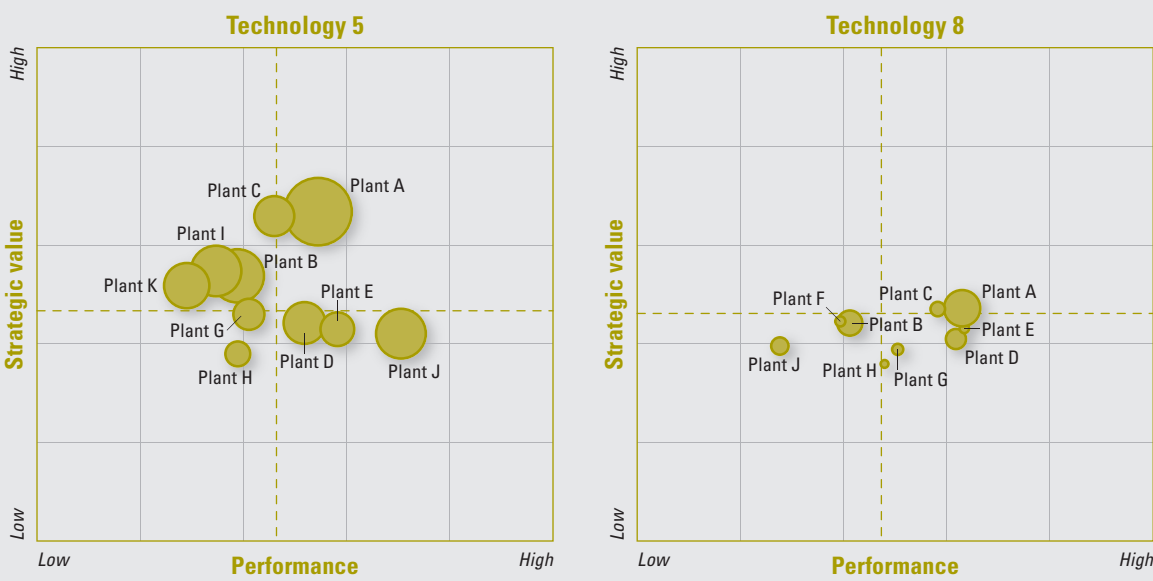 Technology 5
High
Strategic value
Low
Plant C
Plant A
Plant I
Plant B
Plant K
Plant E
Plant G
Plant D
Plant H
Plant J
Low
Performance
High
Technology 8
High
Strategic value
Low
Plant F
Plant C
Plant A
Plant B
Plant E
Plant J
Plant H
Plant G
Plant D
Low
Performance
High